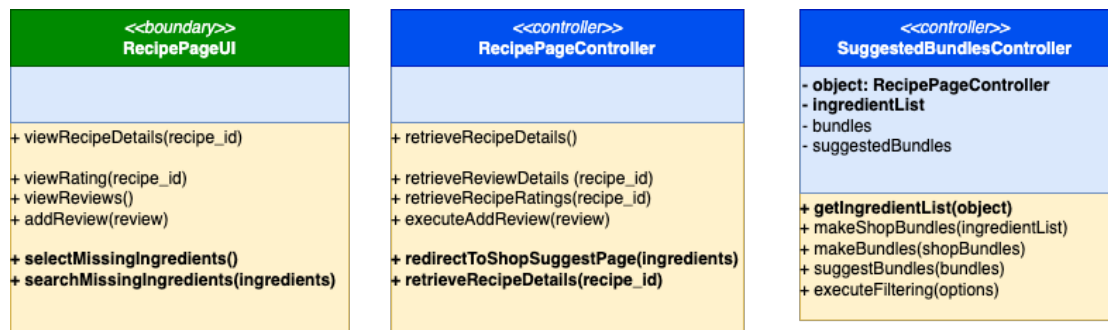 <<boundary>>
RecipePageUI
+ viewRecipeDetails(recipe_id)
+ viewRating(recipe_id)
+ viewReviews()
+ addReview(review)
+ selectMissingIngredients()
+ searchMissingIngredients(ingredients)
<<controller>>
RecipePageController
+ retrieveRecipeDetails()
+ retrieveReviewDetails (recipe_id)
+ retrieveRecipeRatings(recipe_id)
+ executeAddReview(review)
+ redirectToShopSuggestPage(ingredients)
+ retrieveRecipeDetails(recipe_id)
<<controller>>
SuggestedBundlesController
- object: RecipePageController
- ingredientList
- bundles
- suggestedBundles
+ getIngredientList(object)
+ makeShopBundles(ingredientList)
+ makeBundles(shopBundles)
+ suggestBundles(bundles)
+ executeFiltering(options)